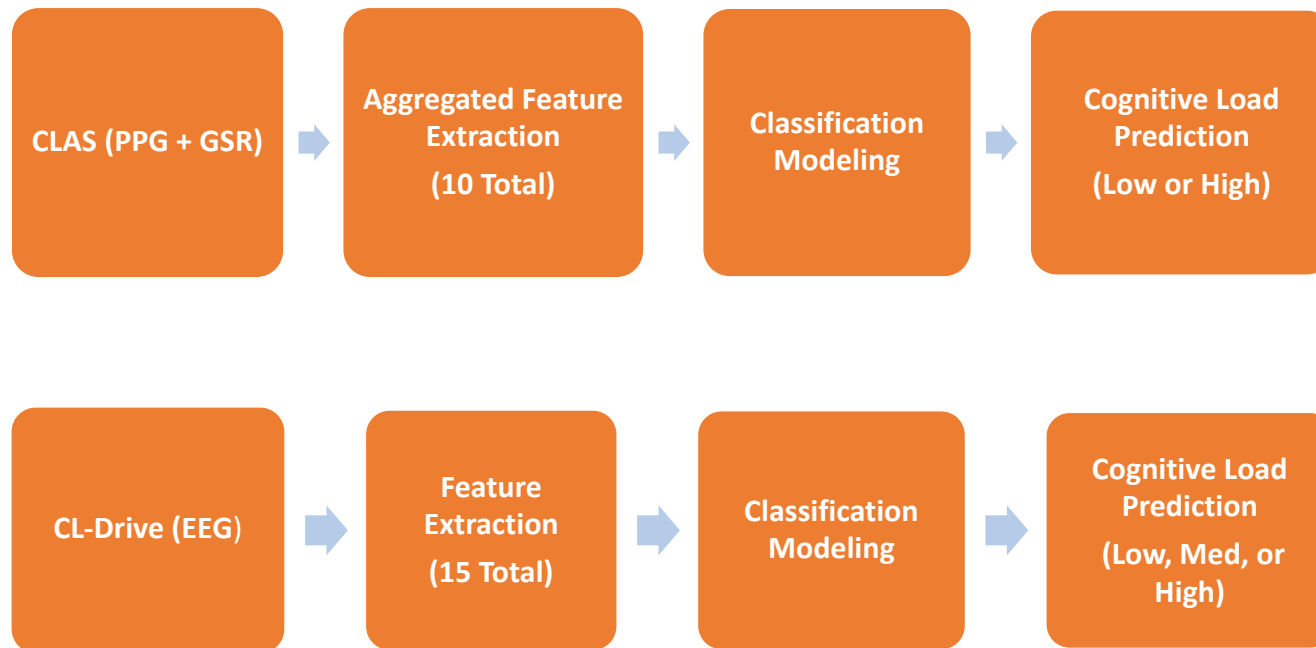 CLAS (PPG + GSR)
Aggregated Feature
Extraction
(10 Total)
Classification
Modeling
Cognitive Load
Prediction
(Low or High)
CL-Drive (EEG)
Feature
Extraction
(15 Total)
Classification
Modeling
Cognitive Load
Prediction
(Low, Med, or
High)